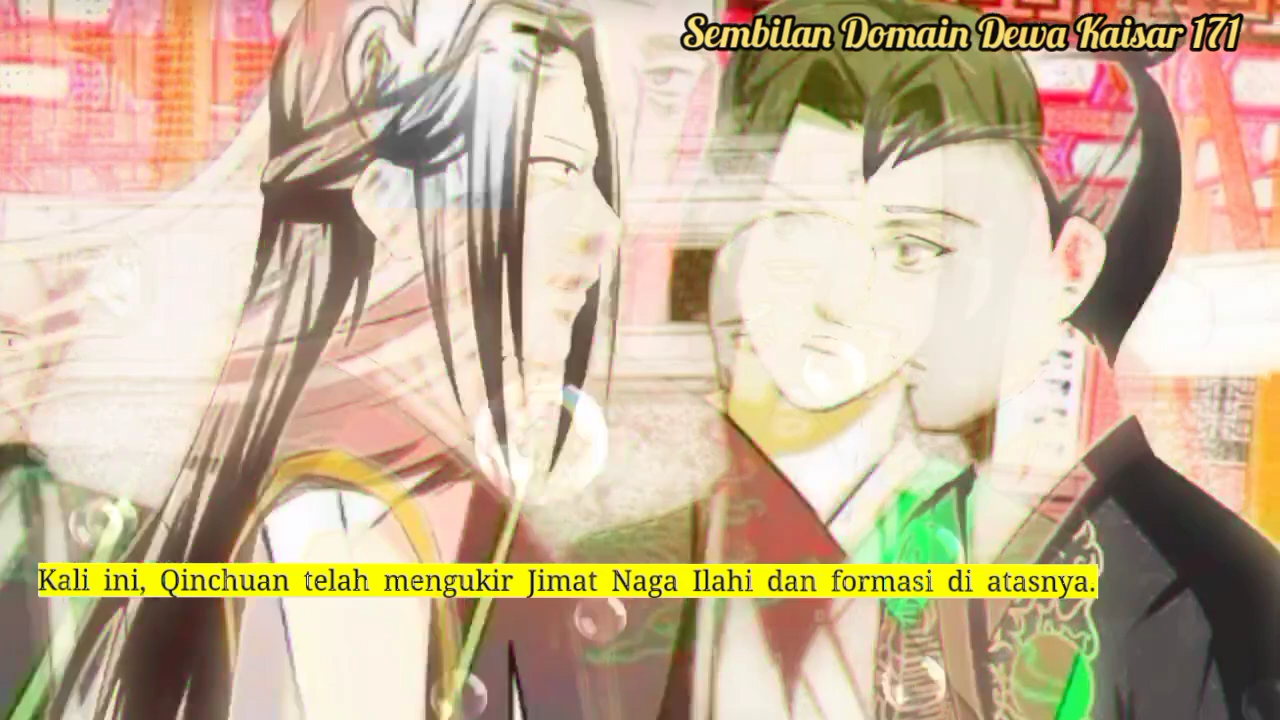 Sembilan Domain Dewa Kaisar 171
Kali ini, Qinchuan telah mengukir Jimat Naga Ilahi dan formasi di atasnya.